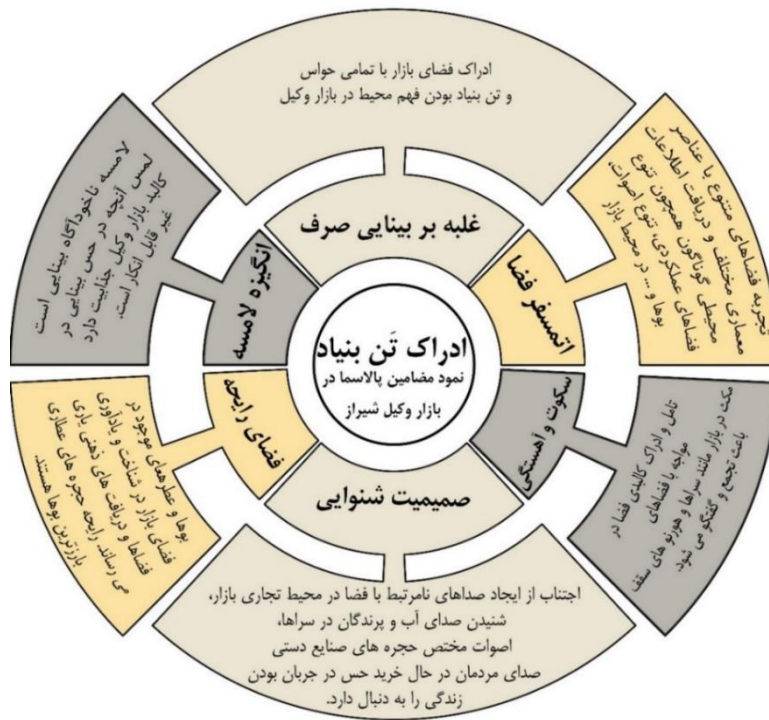 ادراک فضای بازار با تمامی حواس
و تن بنیاد بودن فهم محیط در بازار وکیل
غلبه بر بینایی صرف
تجربه فضاهای متنوع با عناصر
معماری مختلف و دریافت اطلاعات
محیطی گوناگون همچون تنوع
فضاهای عملکردی، تنوع اصوات،
بوها و ... در محیط بازار
اتمسفر فضا
مکث در بازار مانند سراها و هورنو های سقف
تامل و ادراک کالبدی فضا در
مواجه با فضاهای
باعث تجمع و گفتگو می شود.
سکوت و آهستگی
صمیمیت شنوایی
اجتناب از ایجاد صداهای نامرتبط با فضا در محیط تجاری بازار،
شنیدن صدای آب و پرندگان در سراها،
اصوات مختص حجره های صنایع دستی
صدای مردمان در حال خرید حس در جریان بودن
زندگی را به دنبال دارد.
فضای رایحه
بوها و عطرهای موجود در
فضای بازار در شناخت و یادآوری
فضاها و دریافت های ذهنی یاری
می رساند. رایحه حجره های عطاری
بارزترین بوها هستند.
انگیزه لامسه
لامسه ناخودآگاه بینایی است
لمس آنچه در حس بینایی در
کالبد بازار وکیل جذابیت دارد
غیر قابل انکار است.
ادراک تَن بنیاد
نمود مضامین پالاسما در
بازار وکیل شیراز